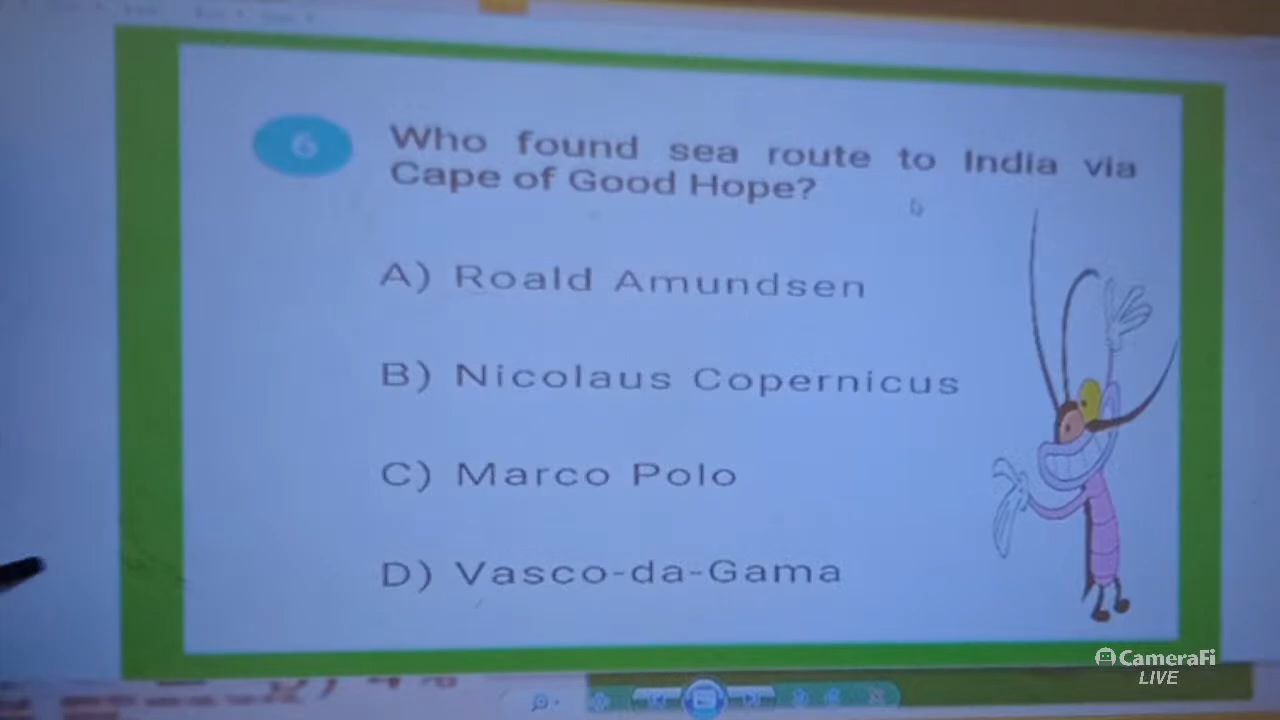 6
Who found sea route to India via
Cape of Good Hope?
A) Roald Amundsen
B) Nicolaus Copernicus
C) Marco Polo
D) Vasco-da-Gama
CameraFi
LIVE